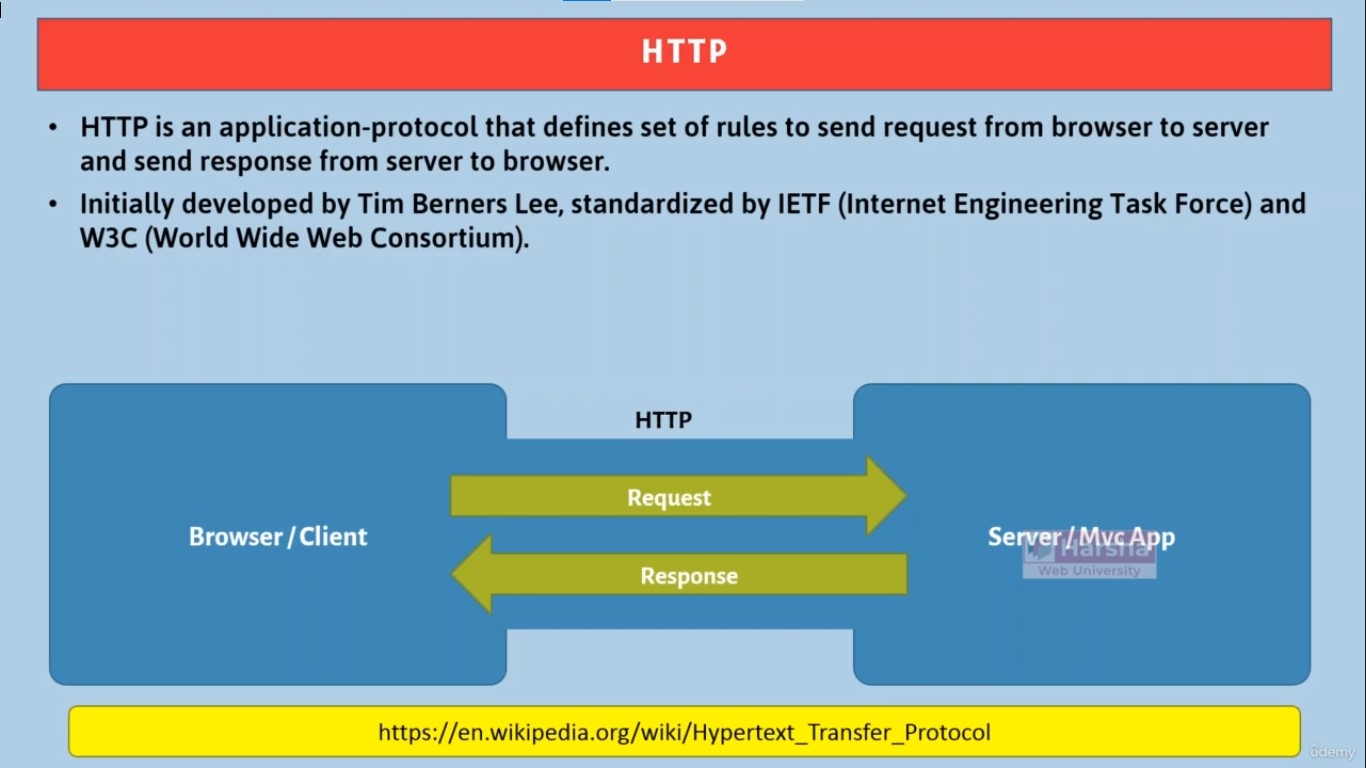 HTTP
• HTTP is an application-protocol that defines set of rules to send request from browser to server
and send response from server to browser.
• Initially developed by Tim Berners Lee, standardized by IETF (Internet Engineering Task Force) and
W3C (World Wide Web Consortium).
HTTP
Request
Browser / Client
Server / Mvc App
Harsha
Web University
Response
https://en.wikipedia.org/wiki/Hypertext_Transfer_Protocol
ûdemy